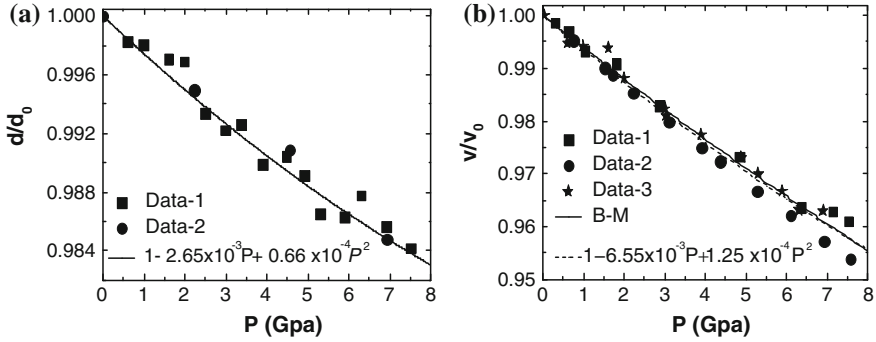 (a)
1.000
0.996
0.992
0.988
0.984
d/d₀
Data-1
Data-2
1- 2.65x10⁻³P+ 0.66 x10⁻⁴P²
0 1 2 3 4 5 6 7 8
P (Gpa)
(b)
1.00
0.99
0.98
0.97
0.96
0.95
v/v₀
Data-1
Data-2
Data-3
B-M
1−6.55x10⁻³P+1.25 x10⁻⁴P²
0 1 2 3 4 5 6 7 8
P (Gpa)